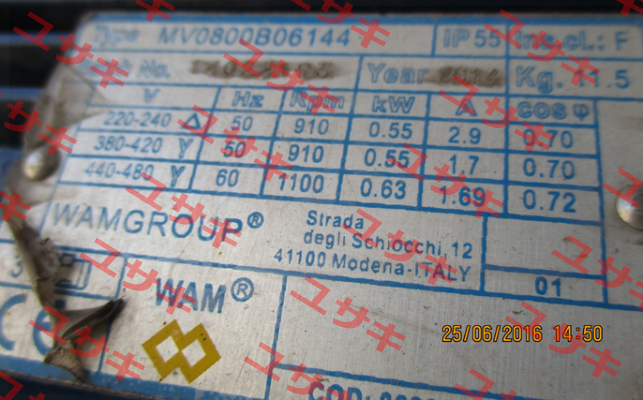 Type MV0800B06144 IP 55 Ins.cl.: F
No. Year Kg. 11.5
V Hz Rpm kW A cos φ
220-240 Δ 50 910 0.55 2.9 0.70
380-420 Y 50 910 0.55 1.7 0.70
440-480 Y 60 1100 0.63 1.69 0.72
WAMGROUP® Strada
degli Schiocchi, 12
41100 Modena-ITALY
01
3
CE
WAM®
25/06/2016 14:50
COD:
ユサキ